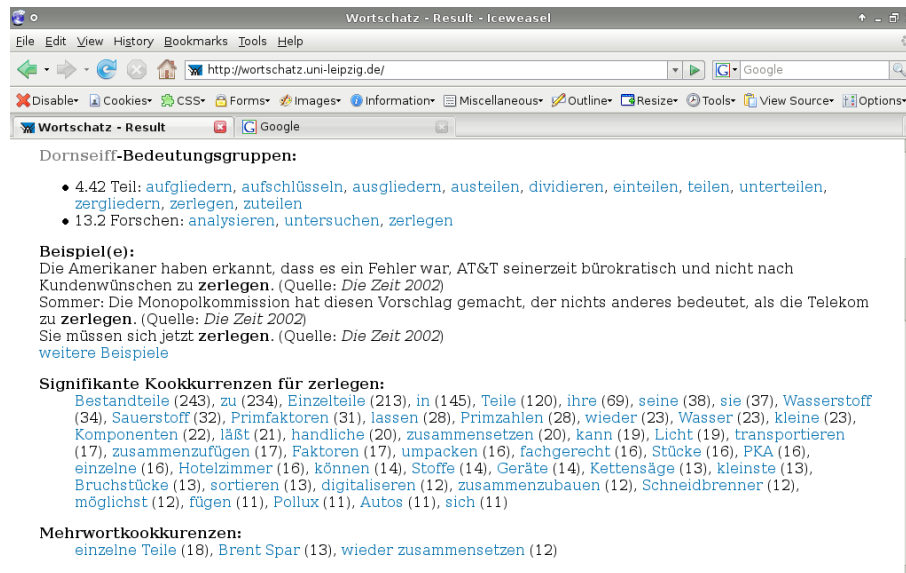 Wortschatz - Result - Iceweasel
File Edit View History Bookmarks Tools Help
http://wortschatz.uni-leipzig.de/ Google
Disable Cookies CSS Forms Images Information Miscellaneous Outline Resize Tools View Source Options
Wortschatz - Result Google
Dornseiff-Bedeutungsgruppen:
• 4.42 Teil: aufgliedern, aufschlüsseln, ausgliedern, austeilen, dividieren, einteilen, teilen, unterteilen,
zergliedern, zerlegen, zuteilen
• 13.2 Forschen: analysieren, untersuchen, zerlegen
Beispiel(e):
Die Amerikaner haben erkannt, dass es ein Fehler war, AT&T seinerzeit bürokratisch und nicht nach
Kundenwünschen zu zerlegen. (Quelle: Die Zeit 2002)
Sommer: Die Monopolkommission hat diesen Vorschlag gemacht, der nichts anderes bedeutet, als die Telekom
zu zerlegen. (Quelle: Die Zeit 2002)
Sie müssen sich jetzt zerlegen. (Quelle: Die Zeit 2002)
weitere Beispiele
Signifikante Kookkurrenzen für zerlegen:
Bestandteile (243), zu (234), Einzelteile (213), in (145), Teile (120), ihre (69), seine (38), sie (37), Wasserstoff
(34), Sauerstoff (32), Primfaktoren (31), lassen (28), Primzahlen (28), wieder (23), Wasser (23), kleine (23),
Komponenten (22), läßt (21), handliche (20), zusammensetzen (20), kann (19), Licht (19), transportieren
(17), zusammenzufügen (17), Faktoren (17), umpacken (16), fachgerecht (16), Stücke (16), PKA (16),
einzelne (16), Hotelzimmer (16), können (14), Stoffe (14), Geräte (14), Kettensäge (13), kleinste (13),
Bruchstücke (13), sortieren (13), digitaliseren (12), zusammenzubauen (12), Schneidbrenner (12),
möglichst (12), fügen (11), Pollux (11), Autos (11), sich (11)
Mehrwortkookkurenzen:
einzelne Teile (18), Brent Spar (13), wieder zusammensetzen (12)